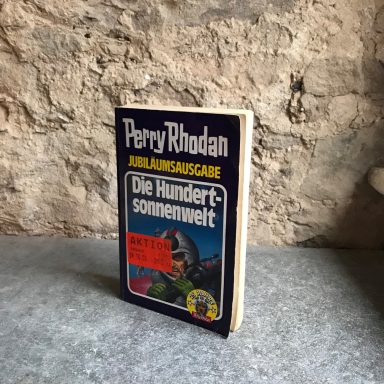 Perry Rhodan
JUBILÄUMSAUSGABE
Die Hundert-
sonnenwelt
AKTION